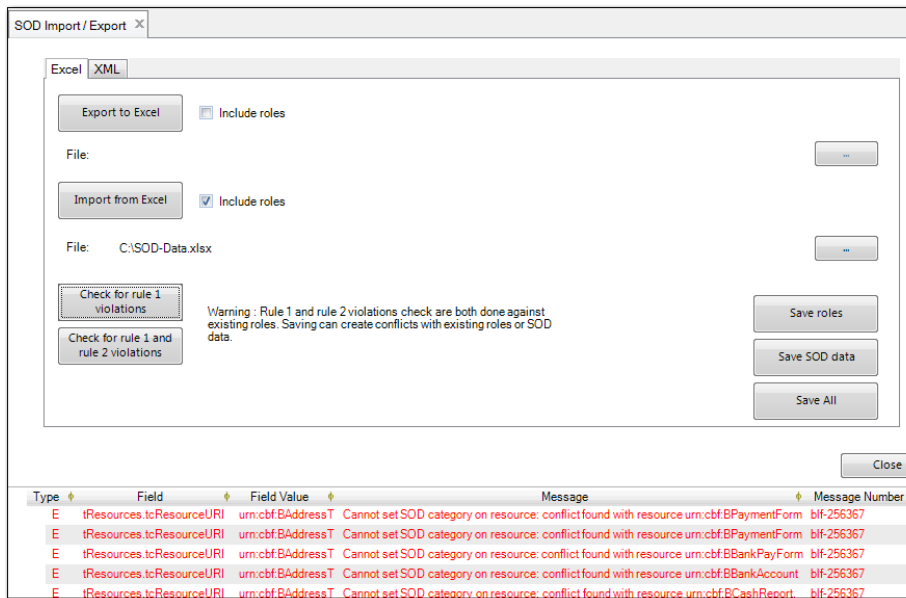 SOD Import / Export X
Excel XML
Export to Excel Include roles
File: ...
Import from Excel Include roles
File: C:\SOD-Data.xlsx ...
Check for rule 1
violations
Warning : Rule 1 and rule 2 violations check are both done against
existing roles. Saving can create conflicts with existing roles or SOD
data.
Check for rule 1 and
rule 2 violations
Save roles
Save SOD data
Save All
Close
Type Field Field Value Message Message Number
E tResources.tcResourceURI urn:cbf:BAddressT Cannot set SOD category on resource: conflict found with resource urn:cbf:BPaymentForm blf-256367
E tResources.tcResourceURI urn:cbf:BAddressT Cannot set SOD category on resource: conflict found with resource urn:cbf:BPaymentForm blf-256367
E tResources.tcResourceURI urn:cbf:BAddressT Cannot set SOD category on resource: conflict found with resource urn:cbf:BBankPayForm blf-256367
E tResources.tcResourceURI urn:cbf:BAddressT Cannot set SOD category on resource: conflict found with resource urn:cbf:BBankAccount blf-256367
E tResources.tcResourceURI urn:cbf:BAddressT Cannot set SOD category on resource: conflict found with resource urn:cbf:BCashReport. blf-256367